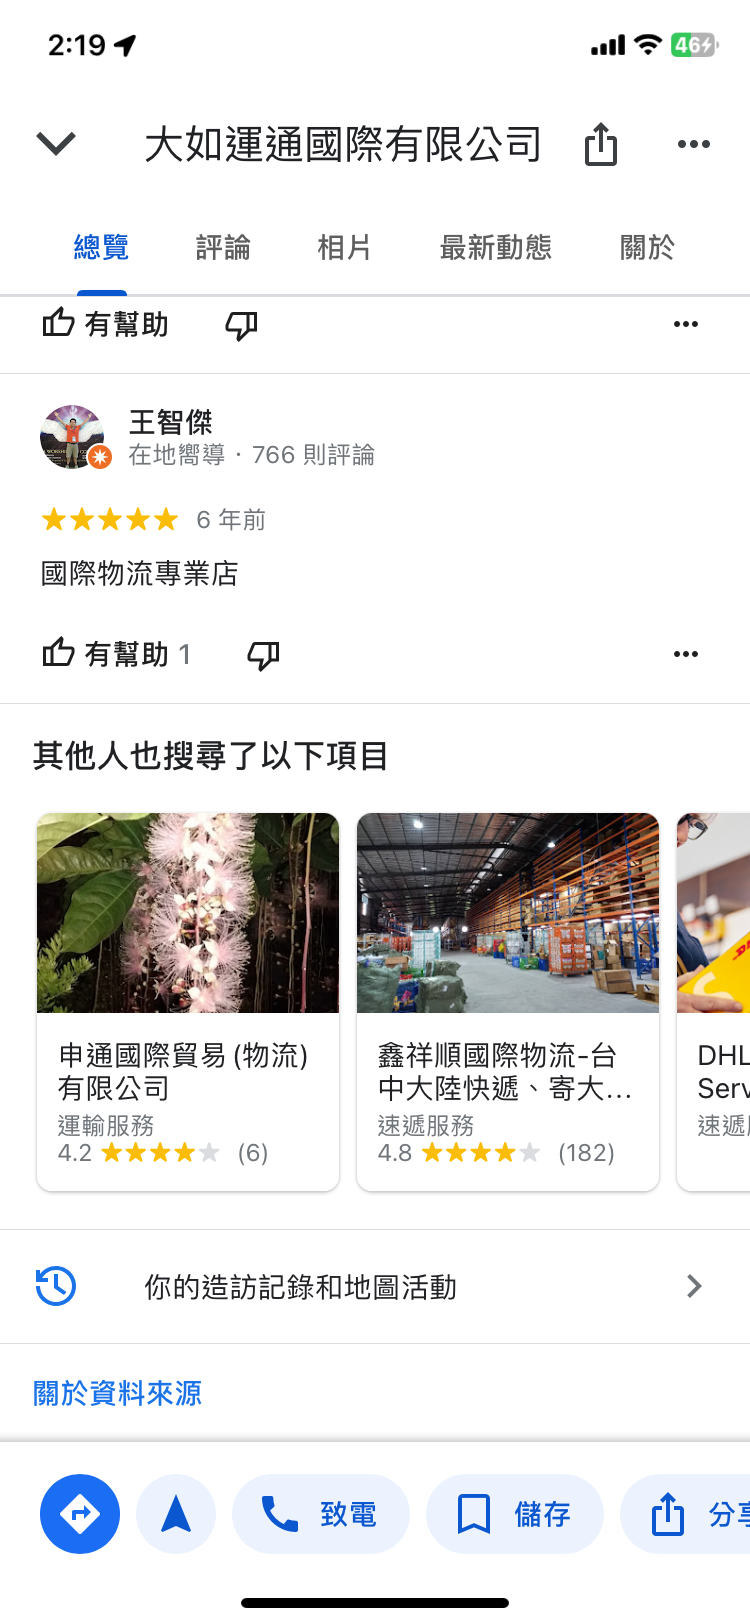 2:19
46
大如運通國際有限公司
總覽 評論 相片 最新動態 關於
有幫助
王智傑
在地嚮導 · 766 則評論
6 年前
國際物流專業店
有幫助 1
其他人也搜尋了以下項目
申通國際貿易 (物流)
有限公司
運輸服務
4.2 (6)
鑫祥順國際物流-台
中大陸快遞、寄大...
速遞服務
4.8 (182)
DHL
Serv
速遞
你的造訪記錄和地圖活動
關於資料來源
致電
儲存
分享